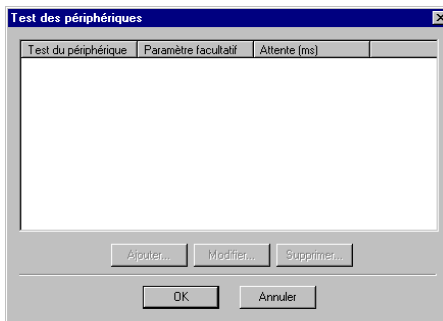 Test des périphériques
Test du périphérique Paramètre facultatif Attente (ms)
Ajouter... Modifier... Supprimer...
OK Annuler